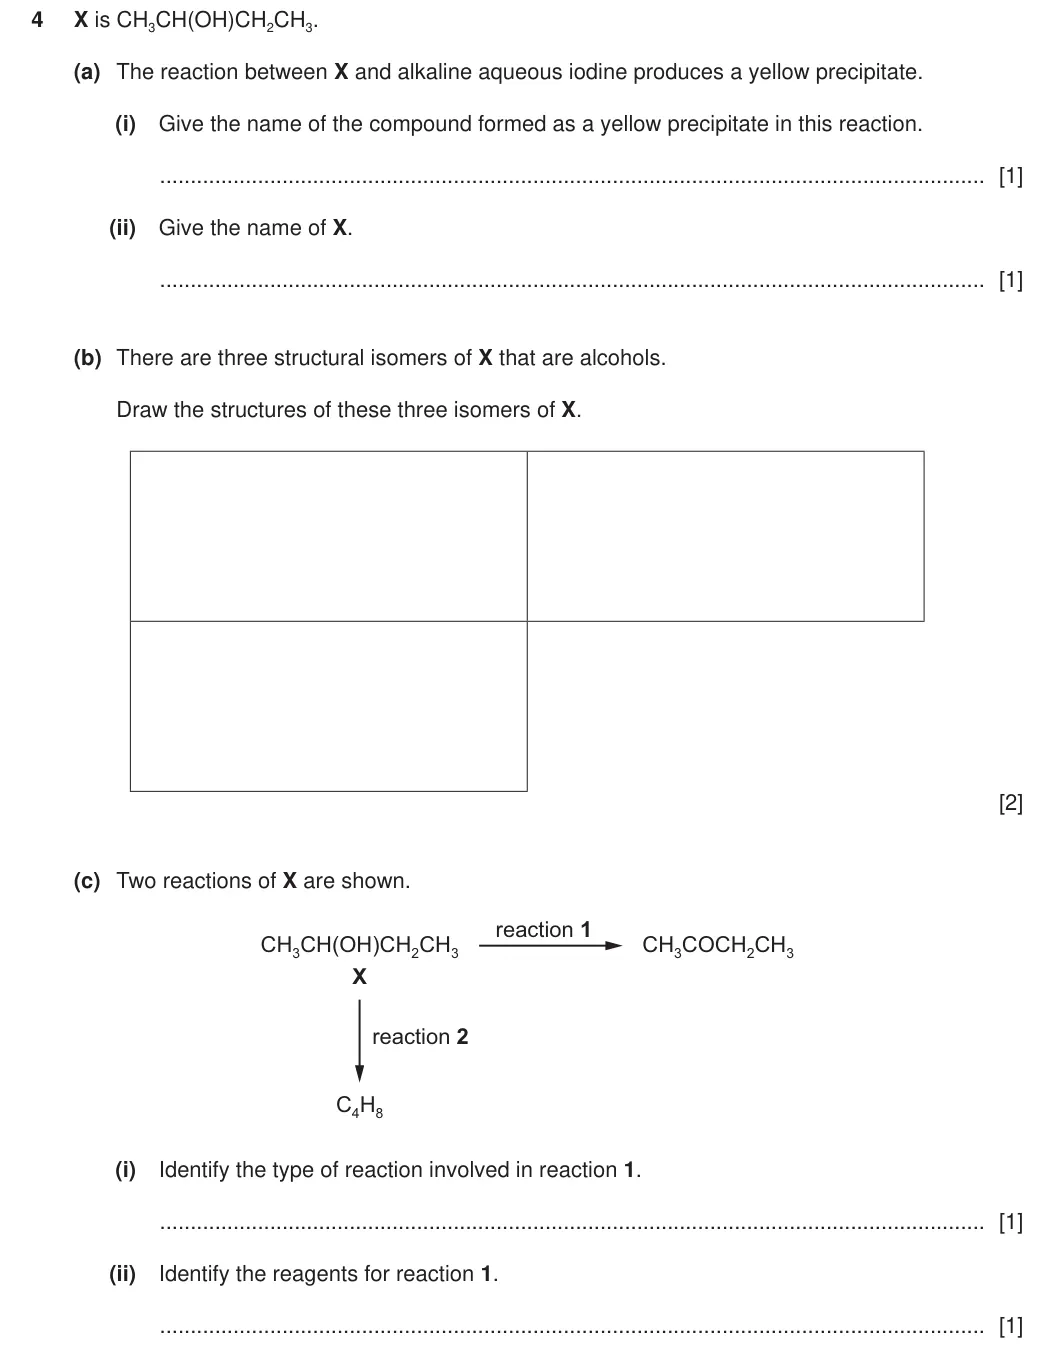 4 X is CH₃CH(OH)CH₂CH₃.
(a) The reaction between X and alkaline aqueous iodine produces a yellow precipitate.
(i) Give the name of the compound formed as a yellow precipitate in this reaction.
[1]
(ii) Give the name of X.
[1]
(b) There are three structural isomers of X that are alcohols.
Draw the structures of these three isomers of X.
[2]
(c) Two reactions of X are shown.
reaction 1
CH₃CH(OH)CH₂CH₃ CH₃COCH₂CH₃
X
reaction 2
C₄H₈
(i) Identify the type of reaction involved in reaction 1.
[1]
(ii) Identify the reagents for reaction 1.
[1]